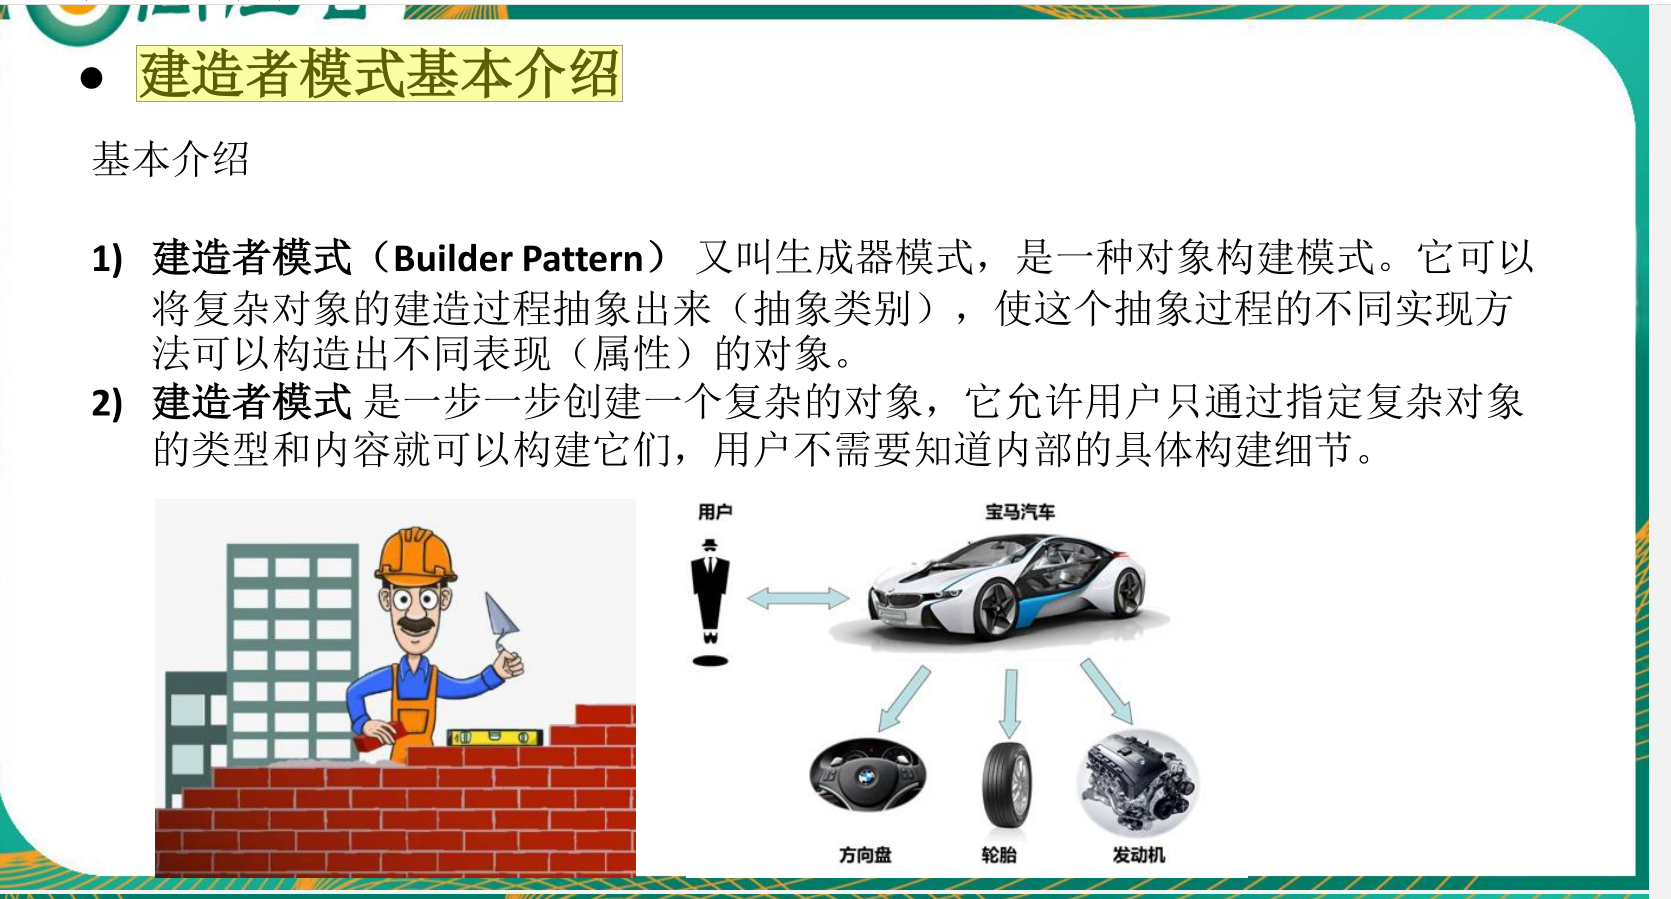 ● 建造者模式基本介绍
基本介绍
1) 建造者模式（Builder Pattern） 又叫生成器模式，是一种对象构建模式。它可以
将复杂对象的建造过程抽象出来（抽象类别），使这个抽象过程的不同实现方
法可以构造出不同表现（属性）的对象。
2) 建造者模式 是一步一步创建一个复杂的对象，它允许用户只通过指定复杂对象
的类型和内容就可以构建它们，用户不需要知道内部的具体构建细节。
用户 宝马汽车
方向盘 轮胎 发动机